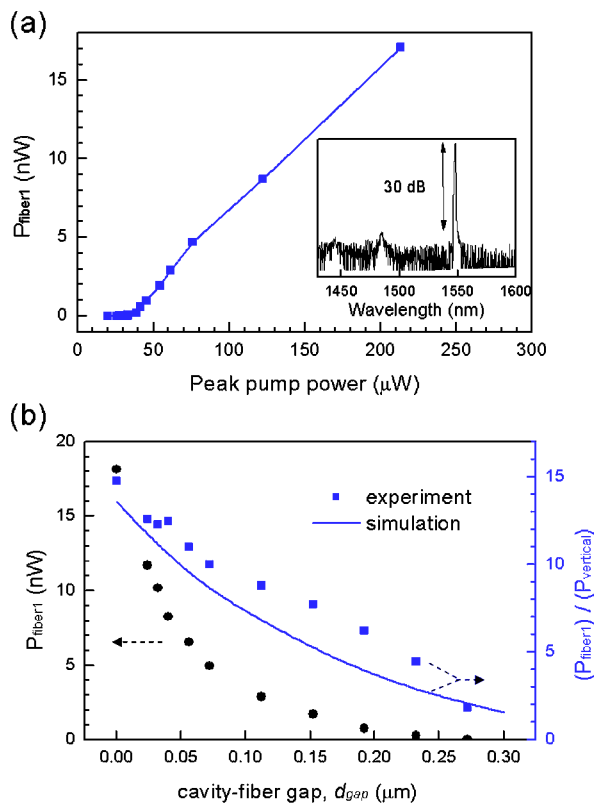 (a)
15
10
5
0
P_fiber1 (nW)
30 dB
1450 1500 1550 1600
Wavelength (nm)
0 50 100 150 200 250 300
Peak pump power (μW)
(b)
20
15
10
5
0
P_fiber1 (nW)
experiment
simulation
15
10
5
0
(P_fiber1) / (P_vertical)
0.00 0.05 0.10 0.15 0.20 0.25 0.30
cavity-fiber gap, d_gap (μm)